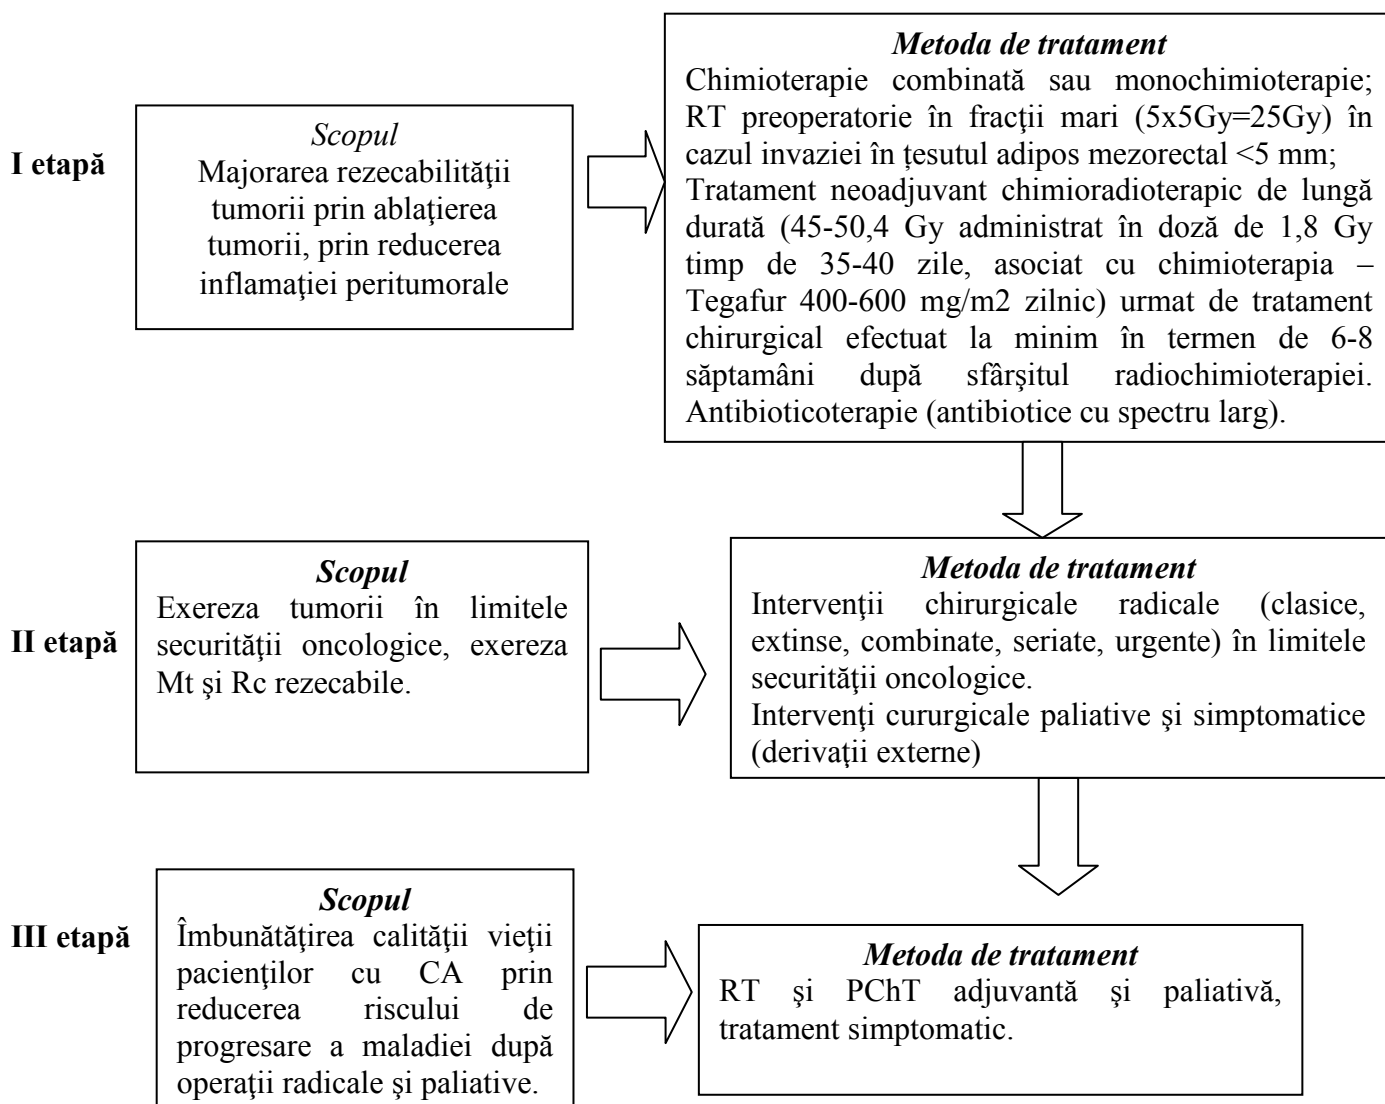 I etapă
Scopul
Majorarea rezecabilităţii
tumorii prin ablaţierea
tumorii, prin reducerea
inflamaţiei peritumorale
Metoda de tratament
Chimioterapie combinată sau monochimioterapie;
RT preoperatorie în fracţii mari (5x5Gy=25Gy) în
cazul invaziei în țesutul adipos mezorectal <5 mm;
Tratament neoadjuvant chimioradioterapic de lungă
durată (45-50,4 Gy administrat în doză de 1,8 Gy
timp de 35-40 zile, asociat cu chimioterapia –
Tegafur 400-600 mg/m2 zilnic) urmat de tratament
chirurgical efectuat la minim în termen de 6-8
săptamâni după sfârşitul radiochimioterapiei.
Antibioticoterapie (antibiotice cu spectru larg).
II etapă
Scopul
Exereza tumorii în limitele
securităţii oncologice, exereza
Mt şi Rc rezecabile.
Metoda de tratament
Intervenţii chirurgicale radicale (clasice,
extinse, combinate, seriate, urgente) în limitele
securităţii oncologice.
Intervenţi cururgicale paliative şi simptomatice
(derivaţii externe)
III etapă
Scopul
Îmbunătăţirea calităţii vieţii
pacienţilor cu CA prin
reducerea riscului de
progresare a maladiei după
operaţii radicale şi paliative.
Metoda de tratament
RT şi PChT adjuvantă şi paliativă,
tratament simptomatic.